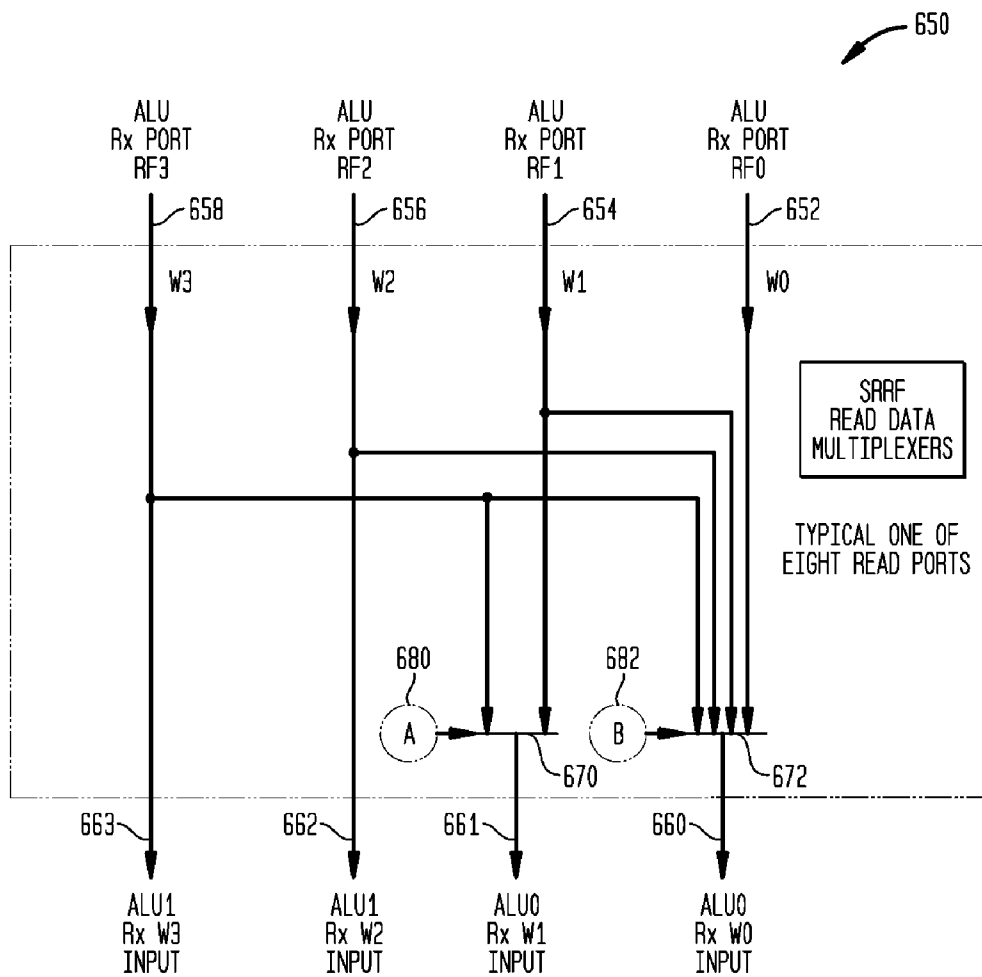 650
ALU
Rx PORT
RF3
ALU
Rx PORT
RF2
ALU
Rx PORT
RF1
ALU
Rx PORT
RF0
658
656
654
652
W3
W2
W1
W0
SRRF
READ DATA
MULTIPLEXERS
TYPICAL ONE OF
EIGHT READ PORTS
680
682
A
B
670
672
663
662
661
660
ALU1
Rx W3
INPUT
ALU1
Rx W2
INPUT
ALU0
Rx W1
INPUT
ALU0
Rx W0
INPUT